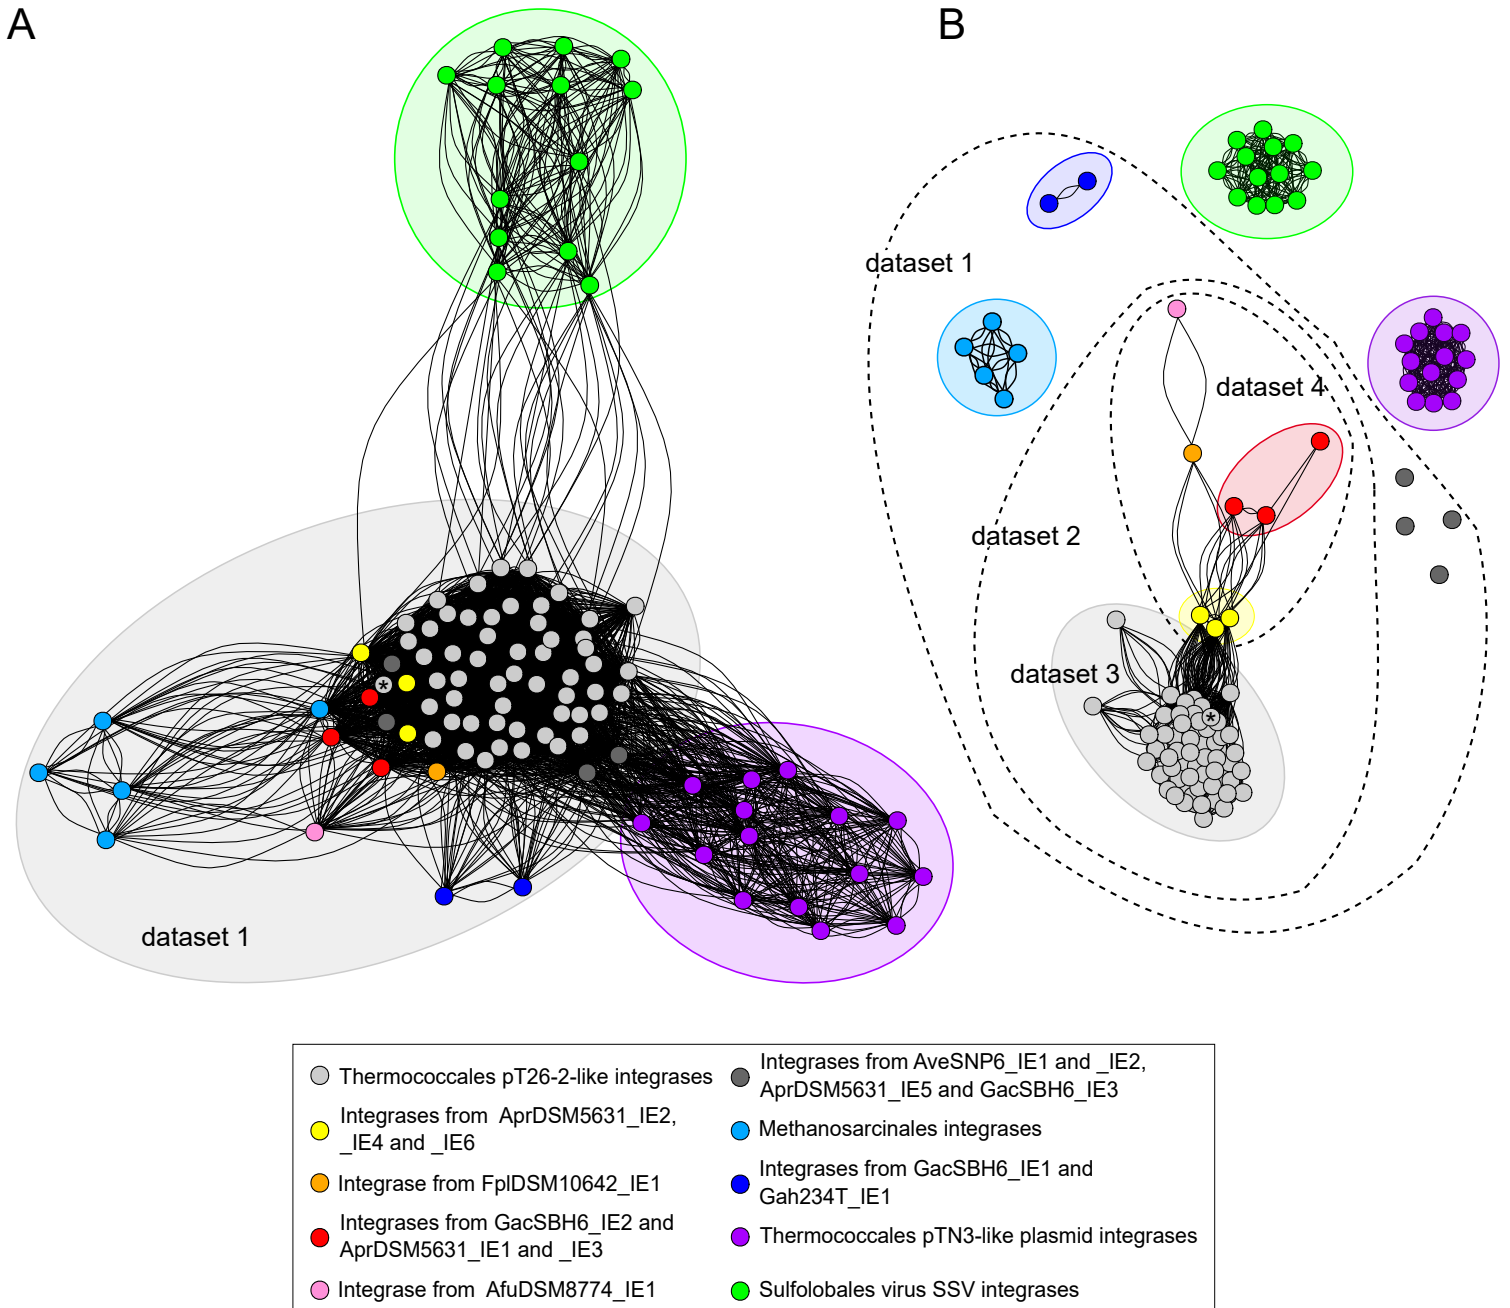 A
B
dataset 1
dataset 4
dataset 2
dataset 3
*
*
dataset 1
Thermococcales pT26-2-like integrases
Integrases from AprDSM5631_IE2,
_IE4 and _IE6
Integrase from FplDSM10642_IE1
Integrases from GacSBH6_IE2 and
AprDSM5631_IE1 and _IE3
Integrase from AfuDSM8774_IE1
Integrases from AveSNP6_IE1 and _IE2,
AprDSM5631_IE5 and GacSBH6_IE3
Methanosarcinales integrases
Integrases from GacSBH6_IE1 and
Gah234T_IE1
Thermococcales pTN3-like plasmid integrases
Sulfolobales virus SSV integrases